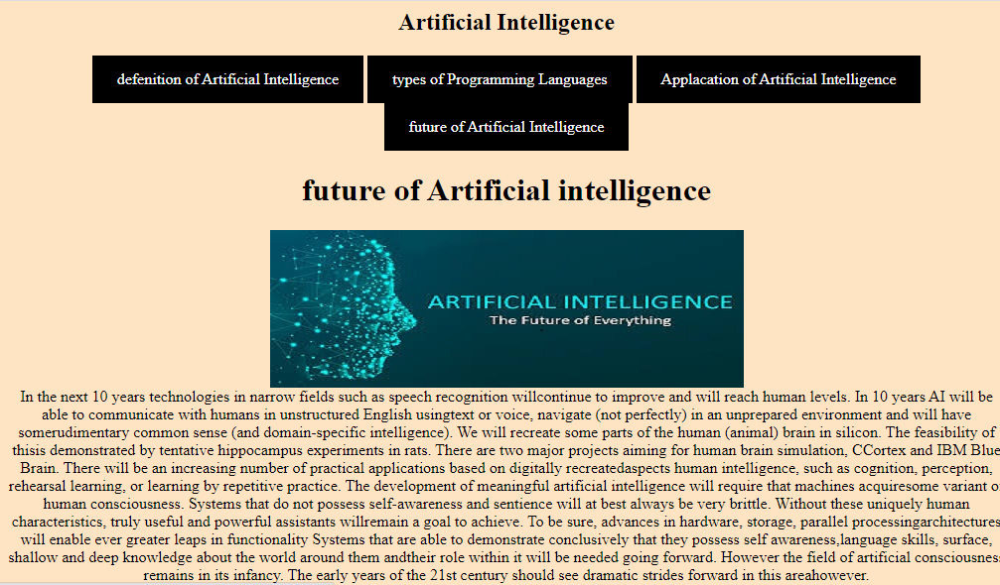 Artificial Intelligence
defenition of Artificial Intelligence
types of Programming Languages
Applacation of Artificial Intelligence
future of Artificial Intelligence
future of Artificial intelligence
ARTIFICIAL INTELLIGENCE
The Future of Everything
In the next 10 years technologies in narrow fields such as speech recognition willcontinue to improve and will reach human levels. In 10 years AI will be
able to communicate with humans in unstructured English usingtext or voice, navigate (not perfectly) in an unprepared environment and will have
somerudimentary common sense (and domain-specific intelligence). We will recreate some parts of the human (animal) brain in silicon. The feasibility of
thisis demonstrated by tentative hippocampus experiments in rats. There are two major projects aiming for human brain simulation, CCortex and IBM Blue
Brain. There will be an increasing number of practical applications based on digitally recreatedaspects human intelligence, such as cognition, perception,
rehearsal learning, or learning by repetitive practice. The development of meaningful artificial intelligence will require that machines acquiresome variant o
human consciousness. Systems that do not possess self-awareness and sentience will at best always be very brittle. Without these uniquely human
characteristics, truly useful and powerful assistants willremain a goal to achieve. To be sure, advances in hardware, storage, parallel processingarchitectures
will enable ever greater leaps in functionality Systems that are able to demonstrate conclusively that they possess self awareness,language skills, surface,
shallow and deep knowledge about the world around them andtheir role within it will be needed going forward. However the field of artificial consciousnes
remains in its infancy. The early years of the 21st century should see dramatic strides forward in this areahowever.